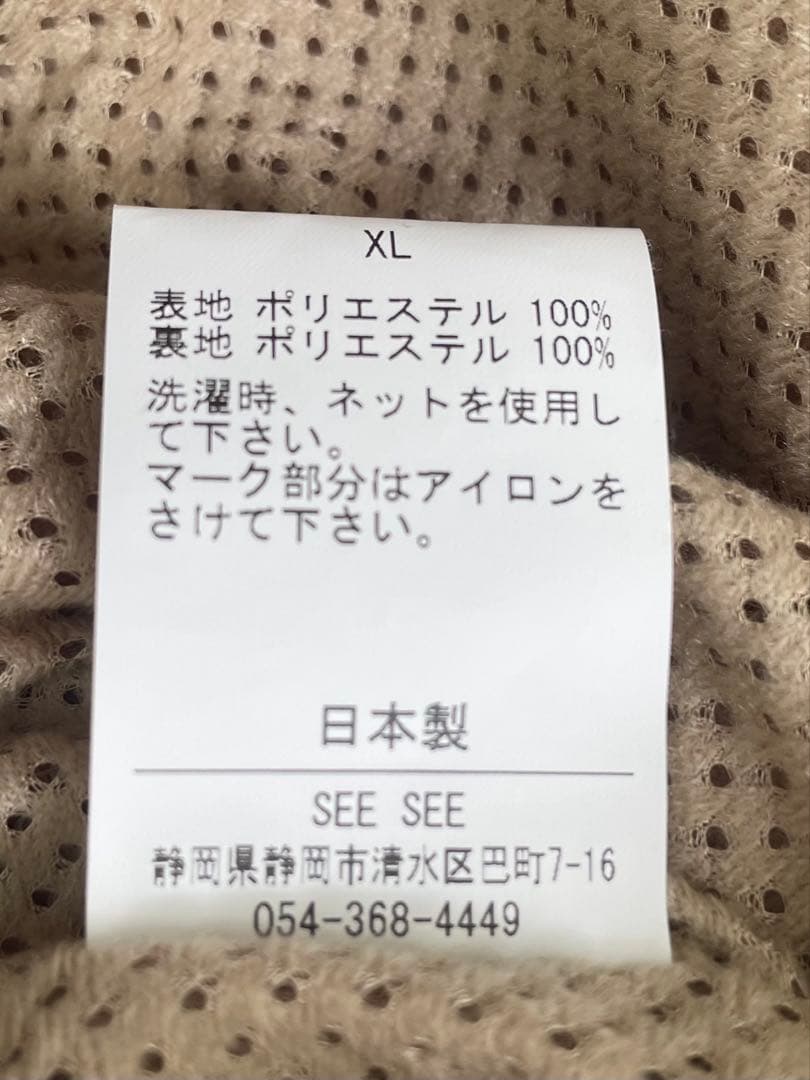 XL
表地 ポリエステル 100%
裏地 ポリエステル 100%
洗濯時、ネットを使用し
て下さい。
マーク部分はアイロンを
さけて下さい。
日本製
SEE SEE
静岡県静岡市清水区巴町7-16
054-368-4449